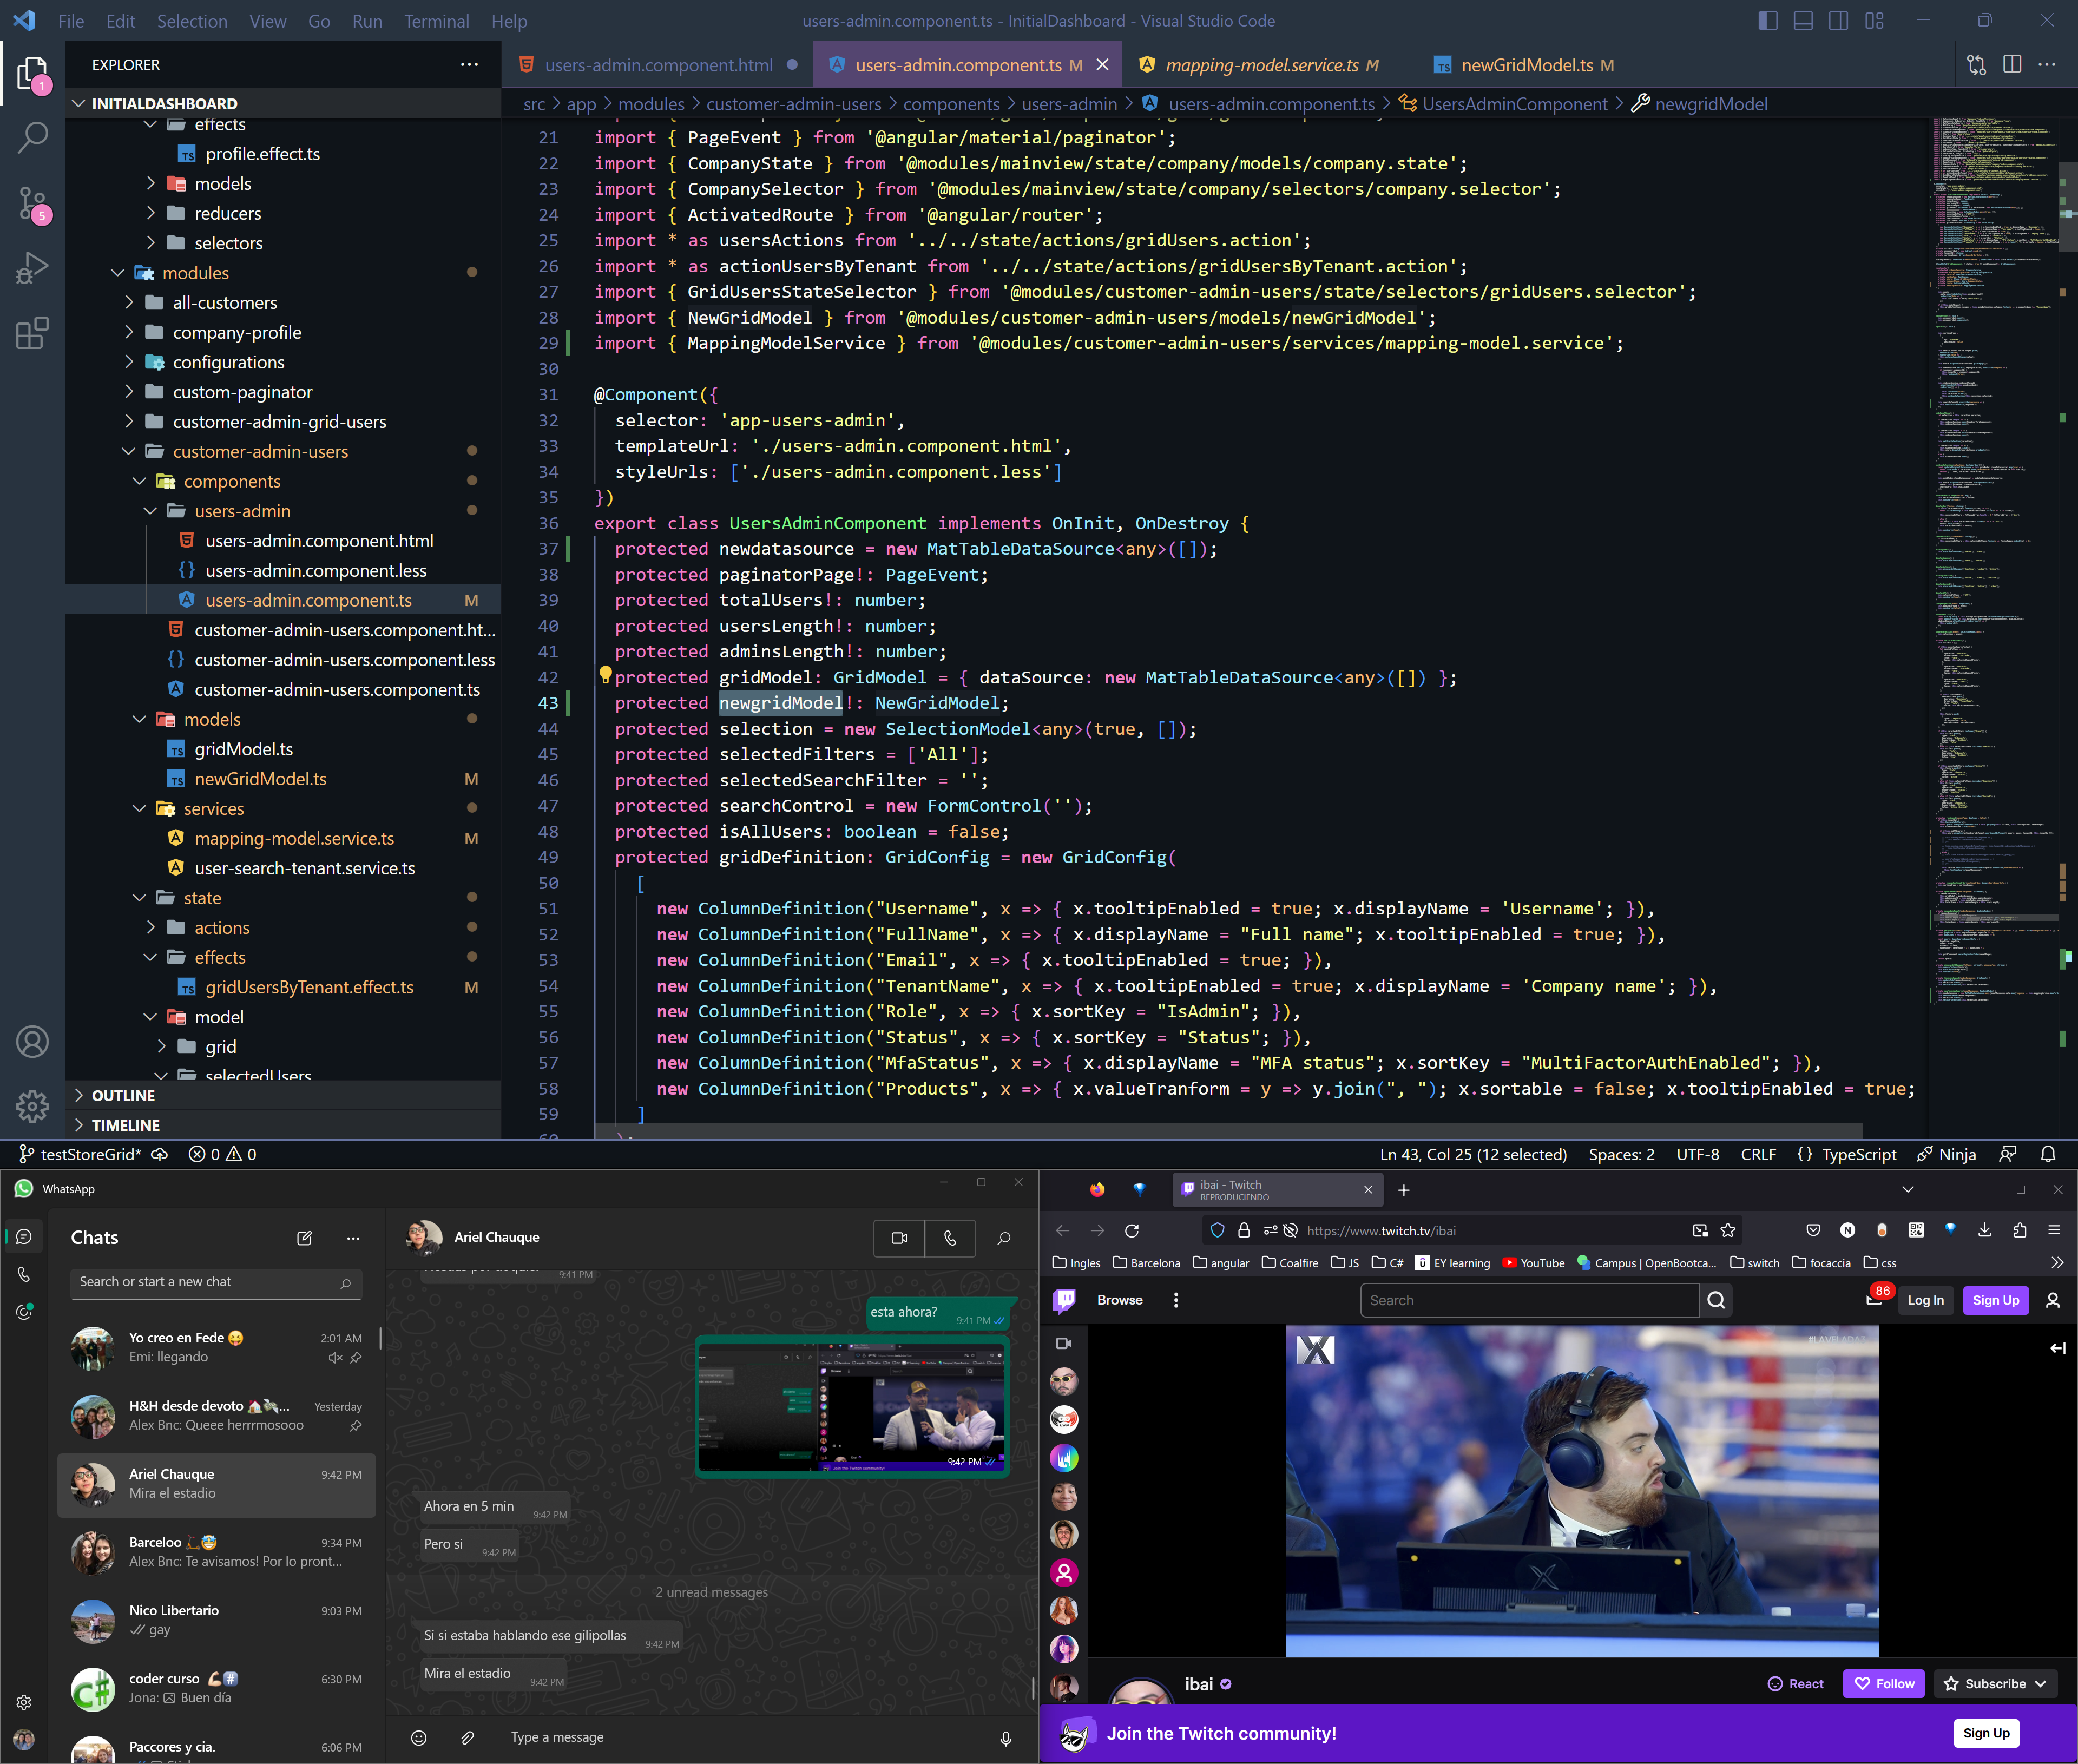 File Edit Selection View Go Run Terminal Help
users-admin.component.ts - InitialDashboard - Visual Studio Code
EXPLORER
INITIALDASHBOARD
effects
profile.effect.ts
models
reducers
selectors
modules
all-customers
company-profile
configurations
custom-paginator
customer-admin-grid-users
customer-admin-users
components
users-admin
users-admin.component.html
users-admin.component.less
users-admin.component.ts M
customer-admin-users.component.ht...
customer-admin-users.component.less
customer-admin-users.component.ts
models
gridModel.ts
newGridModel.ts M
services
mapping-model.service.ts M
user-search-tenant.service.ts
state
actions
effects
gridUsersByTenant.effect.ts M
model
grid
selectedUsers
OUTLINE
TIMELINE
1
5
users-admin.component.html
users-admin.component.ts M
mapping-model.service.ts M
newGridModel.ts M
src > app > modules > customer-admin-users > components > users-admin > users-admin.component.ts > UsersAdminComponent > newgridModel
21 import { PageEvent } from '@angular/material/paginator';
22 import { CompanyState } from '@modules/mainview/state/company/models/company.state';
23 import { CompanySelector } from '@modules/mainview/state/company/selectors/company.selector';
24 import { ActivatedRoute } from '@angular/router';
25 import * as usersActions from '../../state/actions/gridUsers.action';
26 import * as actionUsersByTenant from '../../state/actions/gridUsersByTenant.action';
27 import { GridUsersStateSelector } from '@modules/customer-admin-users/state/selectors/gridUsers.selector';
28 import { NewGridModel } from '@modules/customer-admin-users/models/newGridModel';
29 import { MappingModelService } from '@modules/customer-admin-users/services/mapping-model.service';
30
31 @Component({
32 selector: 'app-users-admin',
33 templateUrl: './users-admin.component.html',
34 styleUrls: ['./users-admin.component.less']
35 })
36 export class UsersAdminComponent implements OnInit, OnDestroy {
37 protected newdatasource = new MatTableDataSource<any>([]);
38 protected paginatorPage!: PageEvent;
39 protected totalUsers!: number;
40 protected usersLength!: number;
41 protected adminsLength!: number;
42 protected gridModel: GridModel = { dataSource: new MatTableDataSource<any>([]) };
43 protected newgridModel!: NewGridModel;
44 protected selection = new SelectionModel<any>(true, []);
45 protected selectedFilters = ['All'];
46 protected selectedSearchFilter = '';
47 protected searchControl = new FormControl('');
48 protected isAllUsers: boolean = false;
49 protected gridDefinition: GridConfig = new GridConfig(
50 [
51 new ColumnDefinition("Username", x => { x.tooltipEnabled = true; x.displayName = 'Username'; }),
52 new ColumnDefinition("FullName", x => { x.displayName = "Full name"; x.tooltipEnabled = true; }),
53 new ColumnDefinition("Email", x => { x.tooltipEnabled = true; }),
54 new ColumnDefinition("TenantName", x => { x.tooltipEnabled = true; x.displayName = 'Company name'; }),
55 new ColumnDefinition("Role", x => { x.sortKey = "IsAdmin"; }),
56 new ColumnDefinition("Status", x => { x.sortKey = "Status"; }),
57 new ColumnDefinition("MfaStatus", x => { x.displayName = "MFA status"; x.sortKey = "MultiFactorAuthEnabled"; }),
58 new ColumnDefinition("Products", x => { x.valueTranform = y => y.join(", "); x.sortable = false; x.tooltipEnabled = true;
59 ]
testStoreGrid* 0 0
Ln 43, Col 25 (12 selected) Spaces: 2 UTF-8 CRLF {} TypeScript Ninja
WhatsApp
Chats
Search or start a new chat
Yo creo en Fede 😝 2:01 AM
Emi: llegando
H&H desde devoto ... Yesterday
Alex Bnc: Queee herrrmosooo
Ariel Chauque 9:42 PM
Mira el estadio
Barceloo 9:34 PM
Alex Bnc: Te avisamos! Por lo pront...
Nico Libertario 9:03 PM
gay
coder curso 💪🏻#️⃣ 6:30 PM
Jona: Buen día
Paccores y cia. 6:06 PM
Ariel Chauque
9:41 PM
esta ahora?
9:41 PM
9:42 PM
Ahora en 5 min
9:42 PM
Pero si
9:42 PM
2 unread messages
Si si estaba hablando ese gilipollas
9:42 PM
Mira el estadio
9:42 PM
Type a message
ibai - Twitch
REPRODUCIENDO
https://www.twitch.tv/ibai
Ingles Barcelona angular Coalfire JS C# EY learning YouTube Campus | OpenBootca... switch focaccia css
Browse
Search
86
Log In
Sign Up
ibai
React
Follow
Subscribe
Join the Twitch community!
Sign Up